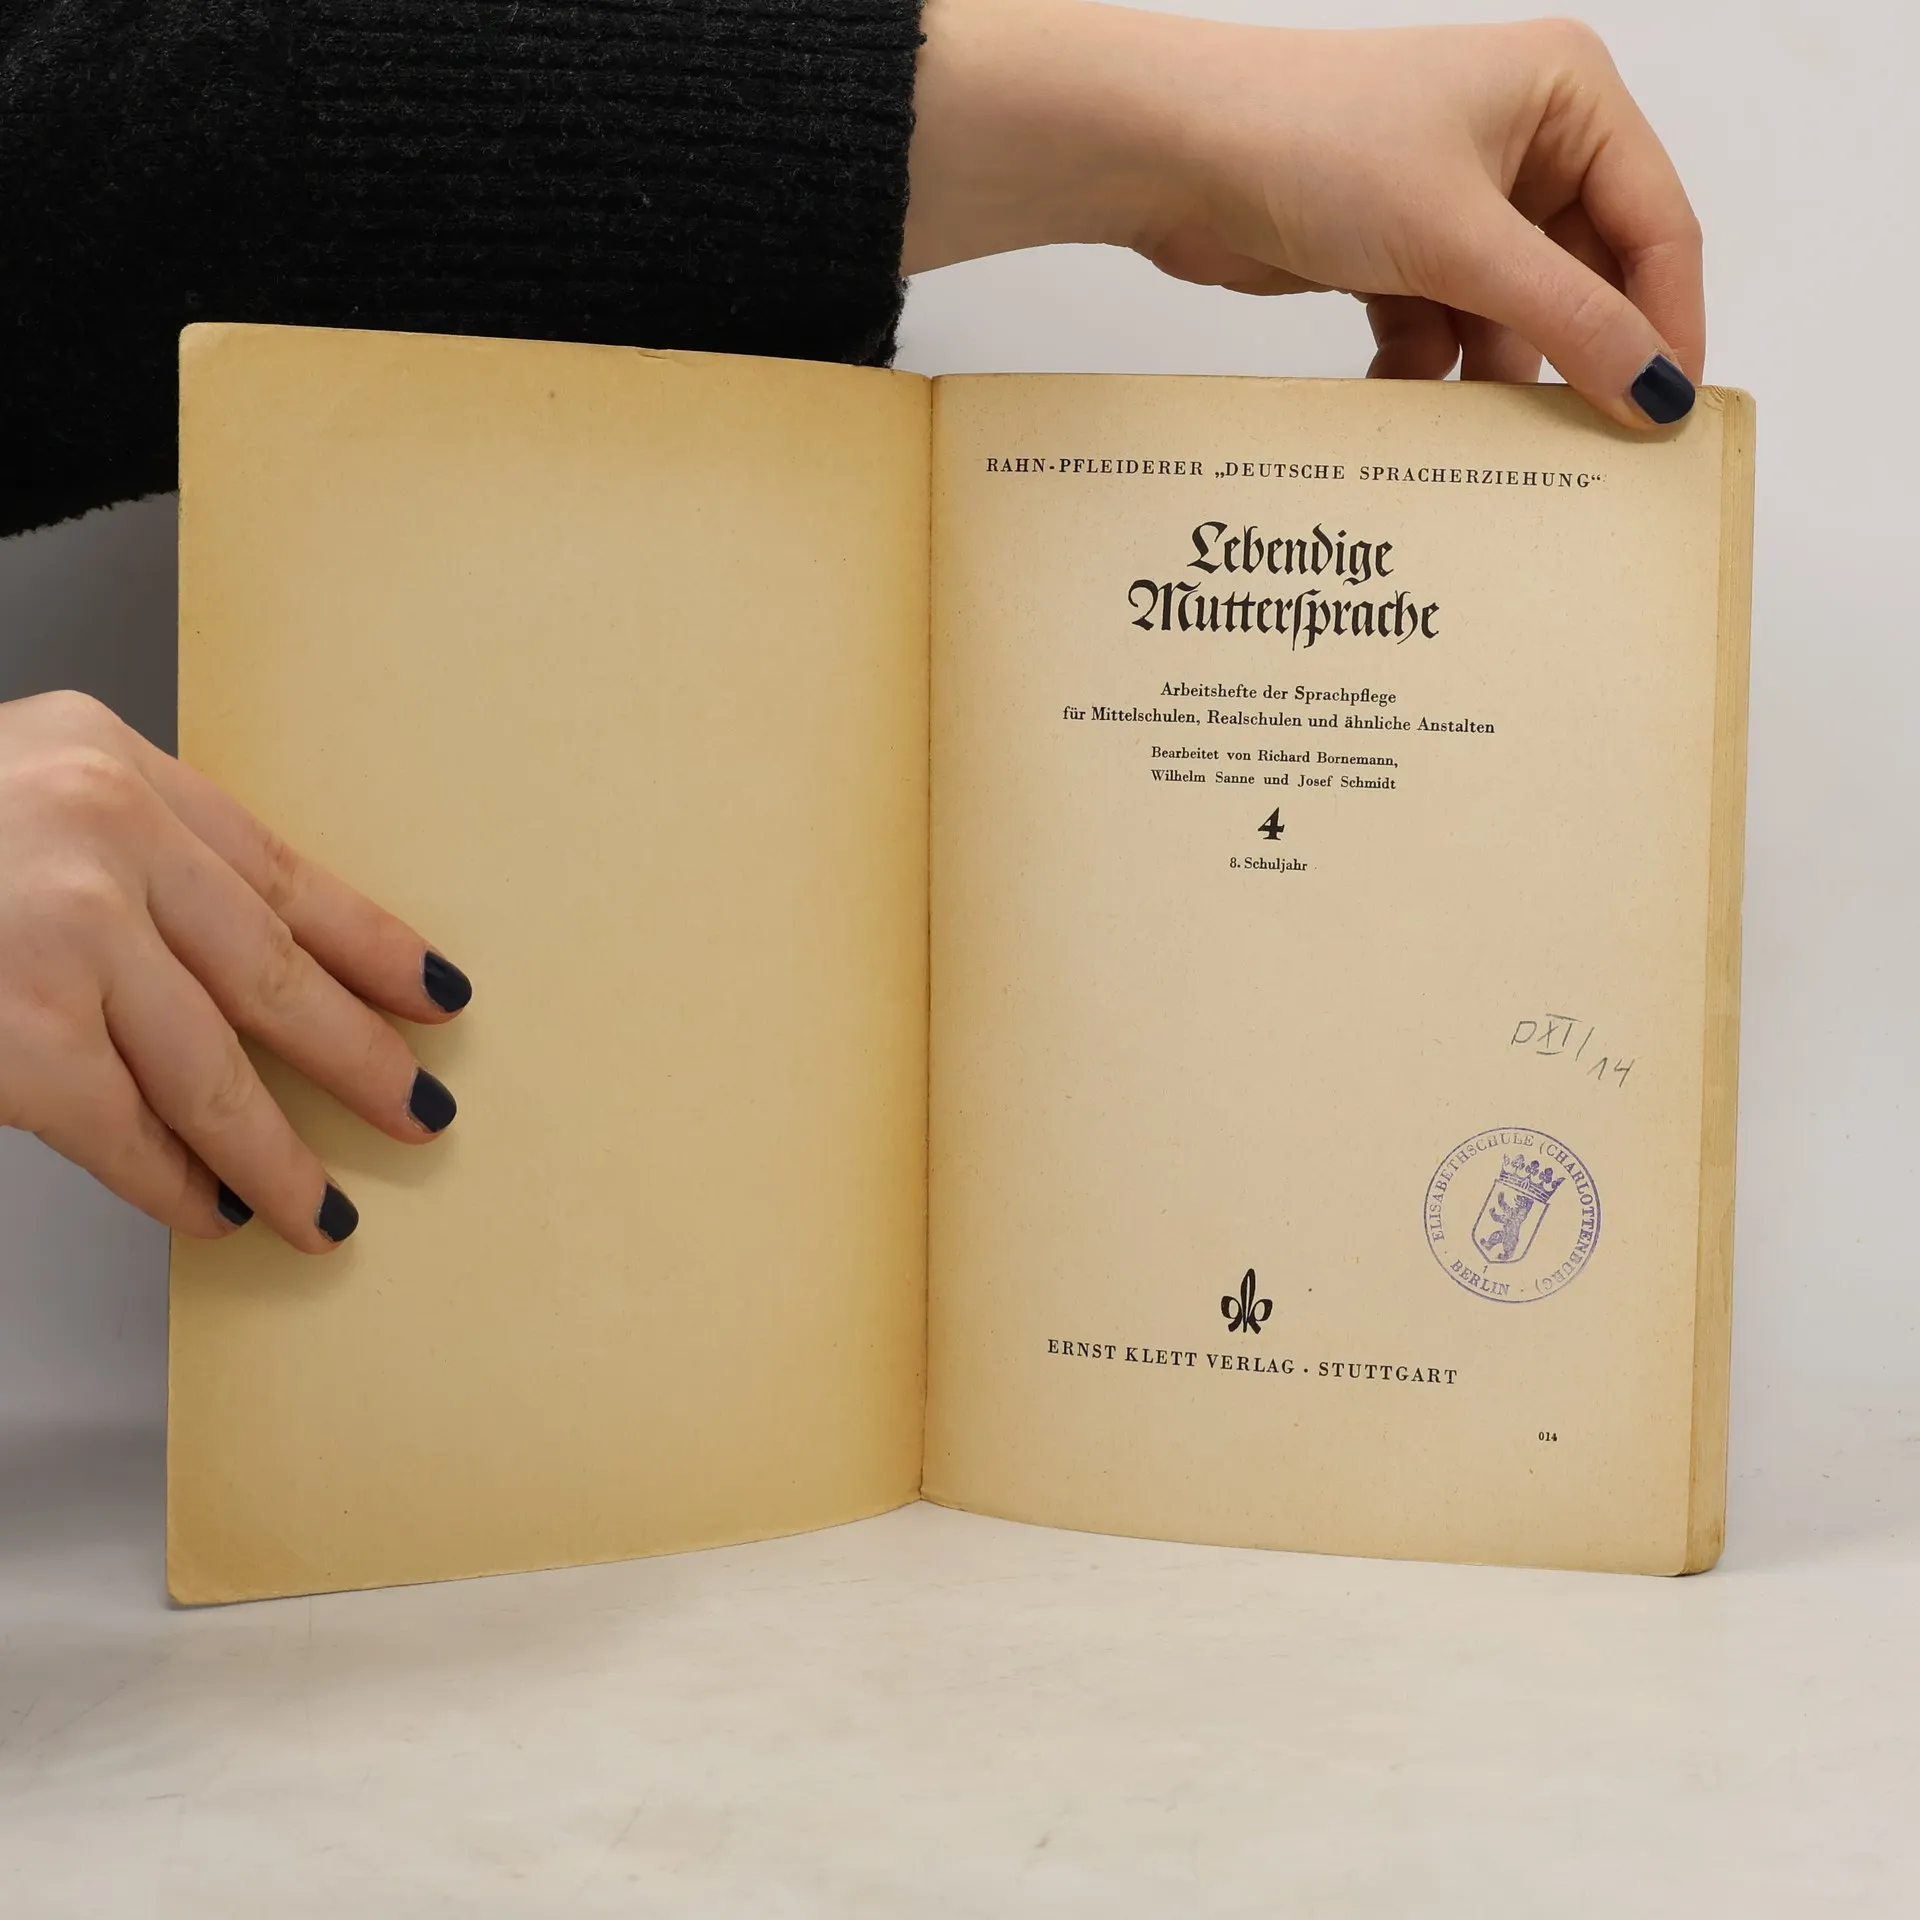 RAHN-PFLEIDERER „DEUTSCHE SPRACHERZIEHUNG“
Lebendige
Mutterſprache
Arbeitshefte der Sprachpflege
für Mittelschulen, Realschulen und ähnliche Anstalten
Bearbeitet von Richard Bornemann,
Wilhelm Sanne und Josef Schmidt
4
8. Schuljahr
DXI/14
ELISABETHSCHULE (CHARLOTTENBURG)
· BERLIN ·
1
ERNST KLETT VERLAG · STUTTGART
014